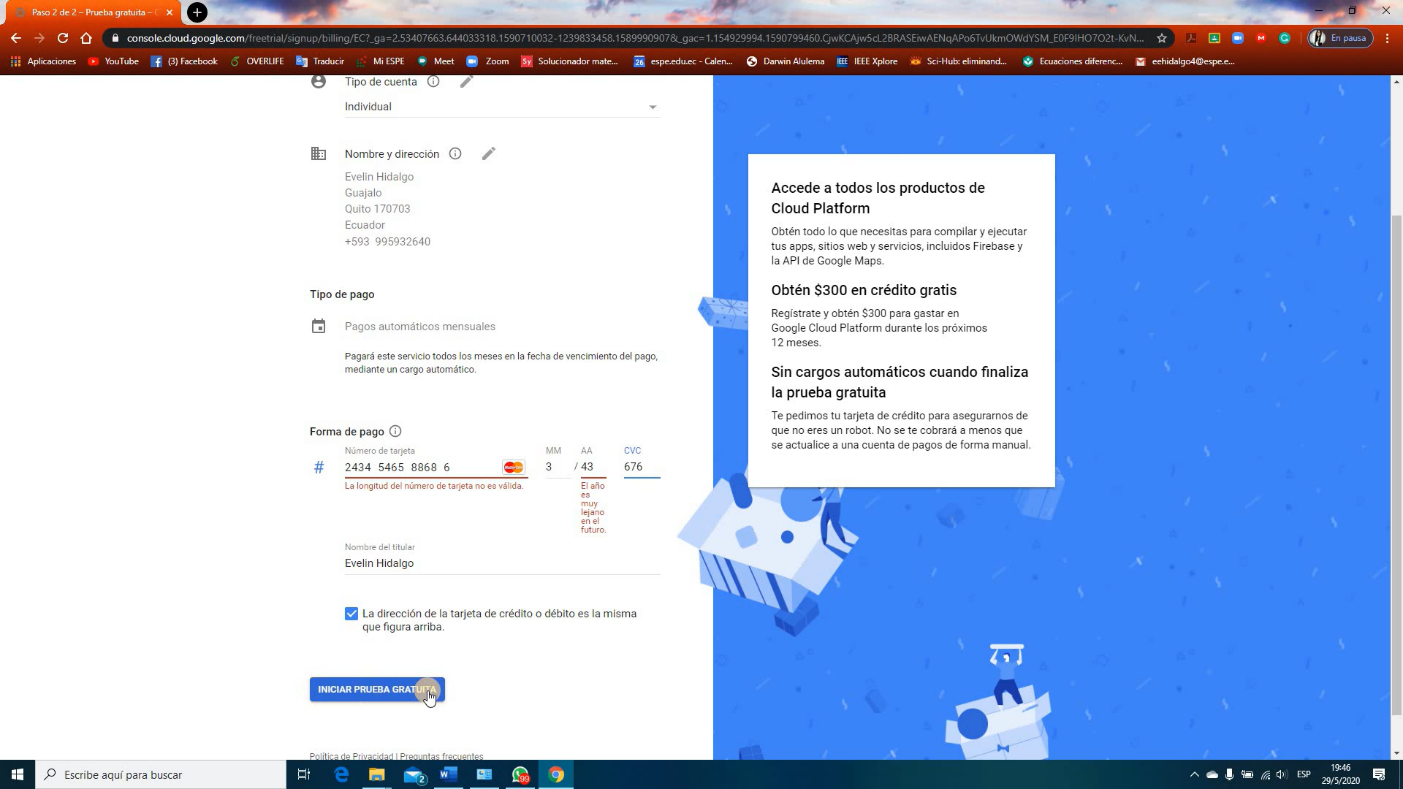 Paso 2 de 2 – Prueba gratuita – 
console.cloud.google.com/freetrial/signup/billing/EC?_ga=2.53407663.644033318.1590710032-1239833458.1589990907&_gac=1.154929994.1590799460.CjwKCAjw5cL2BRASEiwAENqAPo6TvUkmOWdYSM_E0F9IHO7O2t-KvN...
En pausa
Aplicaciones YouTube (3) Facebook OVERLIFE Traducir Mi ESPE Meet Zoom Solucionador mate... espe.edu.ec - Calen... Darwin Alulema IEEE Xplore Sci-Hub: eliminand... Ecuaciones diferenc... eehidalgo4@espe.e...
Tipo de cuenta
Individual
Nombre y dirección
Evelin Hidalgo
Guajalo
Quito 170703
Ecuador
+593 995932640
Tipo de pago
Pagos automáticos mensuales
Pagará este servicio todos los meses en la fecha de vencimiento del pago,
mediante un cargo automático.
Forma de pago
Número de tarjeta MM AA CVC
# 2434 5465 8868 6 3 / 43 676
La longitud del número de tarjeta no es válida.
El año
es
muy
lejano
en el
futuro.
Nombre del titular
Evelin Hidalgo
La dirección de la tarjeta de crédito o débito es la misma
que figura arriba.
INICIAR PRUEBA GRATUITA
Política de Privacidad | Preguntas frecuentes
Accede a todos los productos de
Cloud Platform
Obtén todo lo que necesitas para compilar y ejecutar
tus apps, sitios web y servicios, incluidos Firebase y
la API de Google Maps.
Obtén $300 en crédito gratis
Regístrate y obtén $300 para gastar en
Google Cloud Platform durante los próximos
12 meses.
Sin cargos automáticos cuando finaliza
la prueba gratuita
Te pedimos tu tarjeta de crédito para asegurarnos de
que no eres un robot. No se te cobrará a menos que
se actualice a una cuenta de pagos de forma manual.
Escribe aquí para buscar
2
99
ESP
19:46
29/5/2020